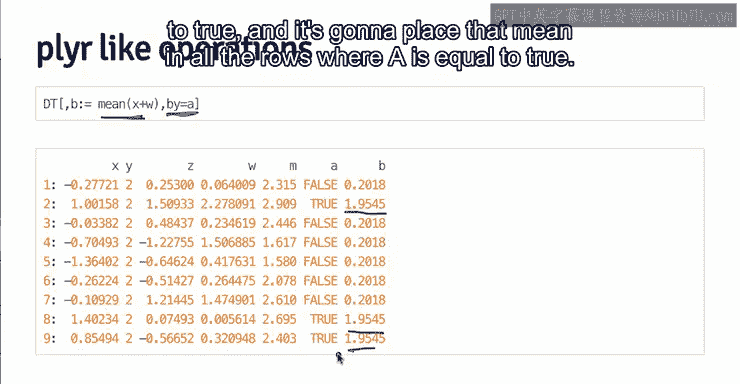 to true, and it's gonna place that mean
in all the rows where A is equal to true.
plyr like operations
DT[,b:= mean(x+w),by=a]
x y z w m a b
1: -0.27721 2 0.25300 0.064009 2.315 FALSE 0.2018
2: 1.00158 2 1.50933 2.278091 2.909 TRUE 1.9545
3: -0.03382 2 0.48437 0.234619 2.446 FALSE 0.2018
4: -0.70493 2 -1.22755 1.506885 1.617 FALSE 0.2018
5: -1.36402 2 -0.64624 0.417631 1.580 FALSE 0.2018
6: -0.26224 2 -0.51427 0.264475 2.078 FALSE 0.2018
7: -0.10929 2 1.21445 1.474901 2.610 FALSE 0.2018
8: 1.40234 2 0.07493 0.005614 2.695 TRUE 1.9545
9: 0.85494 2 -0.56652 0.320948 2.403 TRUE 1.9545